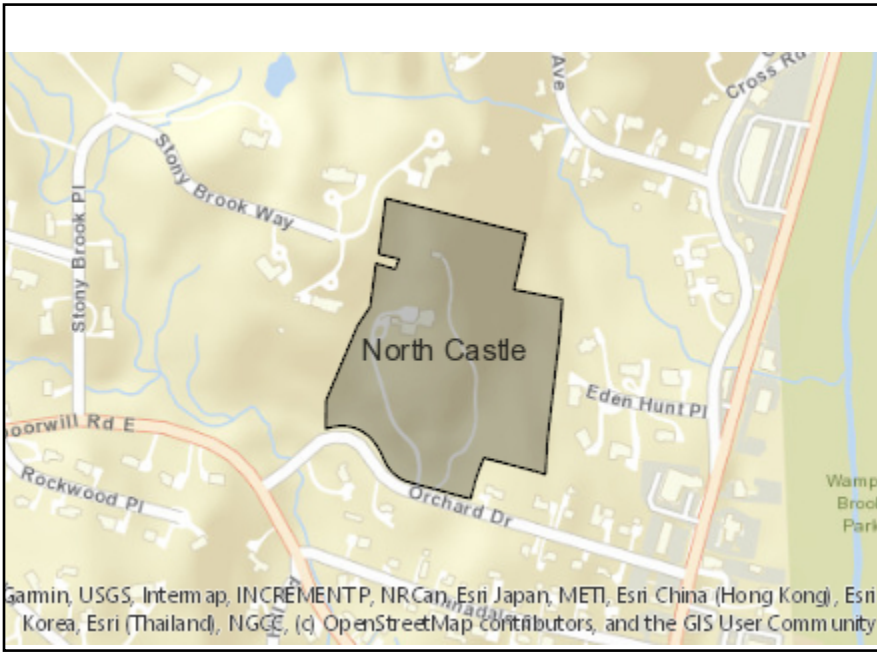 Ave
Cross Rd
Stony Brook Way
Stony Brook Pl
North Castle
Eden Hunt Pl
oorwill Rd E
Rockwood Pl
Orchard Dr
Wamp
Brook
Park
Garmin, USGS, Intermap, INCREMENT P, NRCan, Esri Japan, METI, Esri China (Hong Kong), Esri
Korea, Esri (Thailand), NGCC, (c) OpenStreetMap contributors, and the GIS User Community